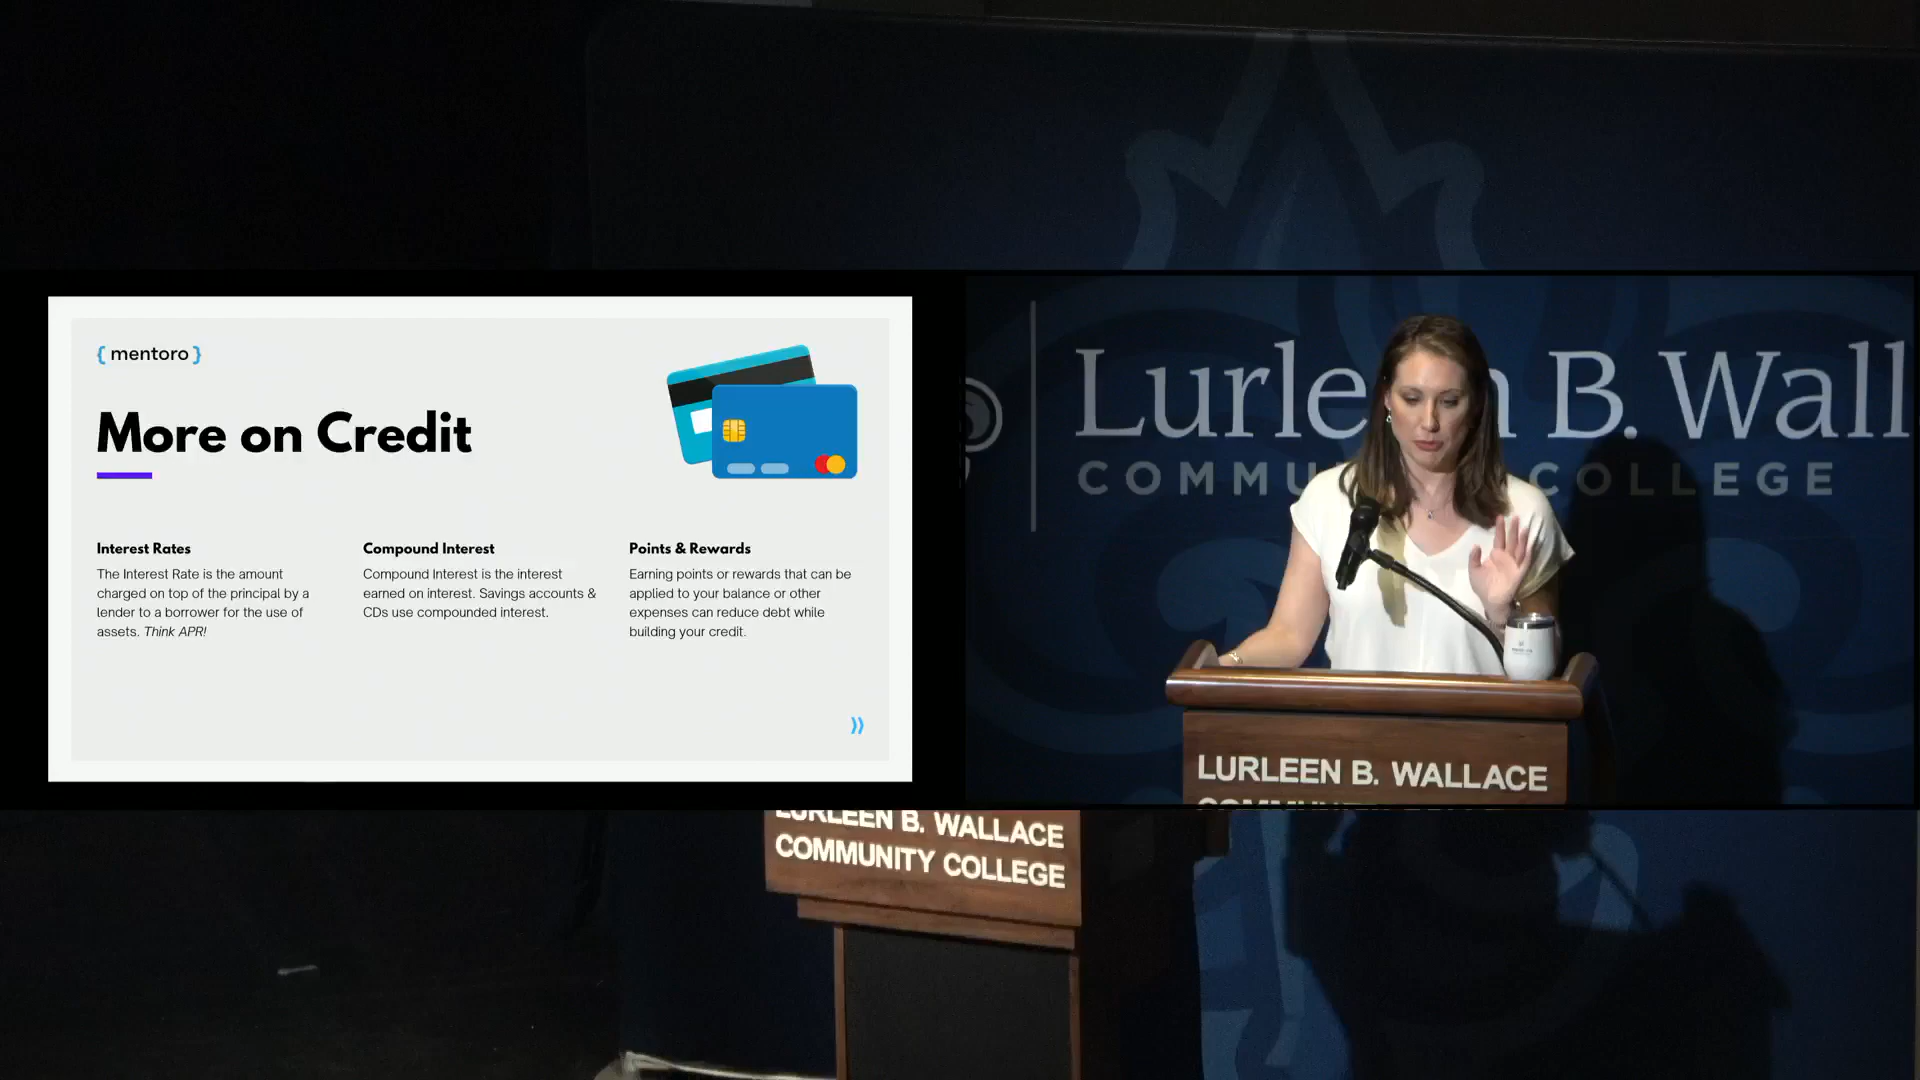 { mentoro }
More on Credit
Interest Rates
The Interest Rate is the amount
charged on top of the principal by a
lender to a borrower for the use of
assets. Think APR!
Compound Interest
Compound Interest is the interest
earned on interest. Savings accounts &
CDs use compounded interest.
Points & Rewards
Earning points or rewards that can be
applied to your balance or other
expenses can reduce debt while
building your credit.
Lurleen B. Wall
COMMU COLLEGE
LURLEEN B. WALLACE
LURLEEN B. WALLACE
COMMUNITY COLLEGE